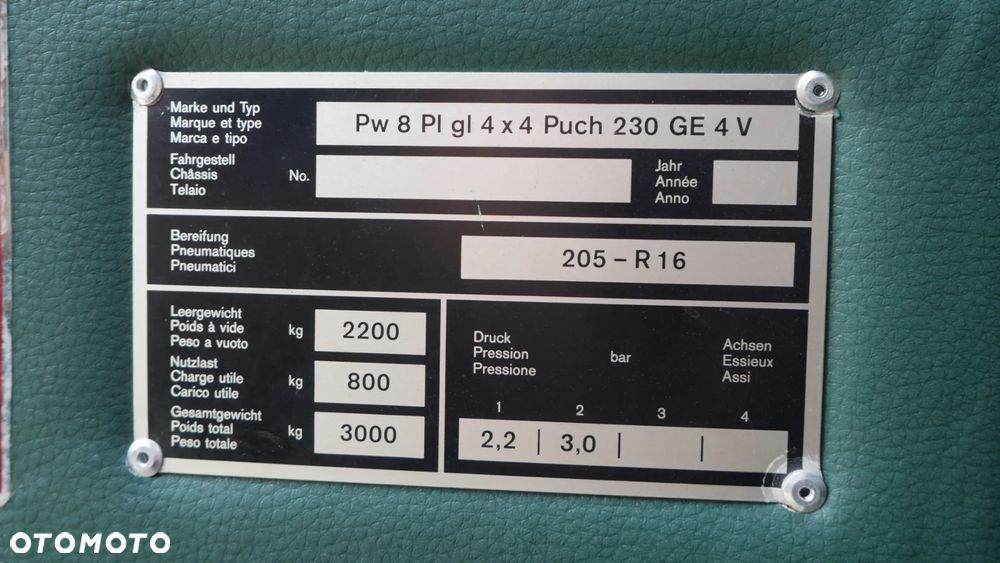 Marke und Typ
Marque et type
Marca e tipo
Pw 8 Pl gl 4 x 4 Puch 230 GE 4 V
Fahrgestell
Châssis
Telaio
No.
Jahr
Année
Anno
Bereifung
Pneumatiques
Pneumatici
205 – R 16
Leergewicht
Poids à vide
Peso a vuoto
kg
2200
Nutzlast
Charge utile
Carico utile
kg
800
Gesamtgewicht
Poids total
Peso totale
kg
3000
Druck
Pression
Pressione
bar
Achsen
Essieux
Assi
1 2 3 4
2,2 | 3,0 | |
OTOMOTO